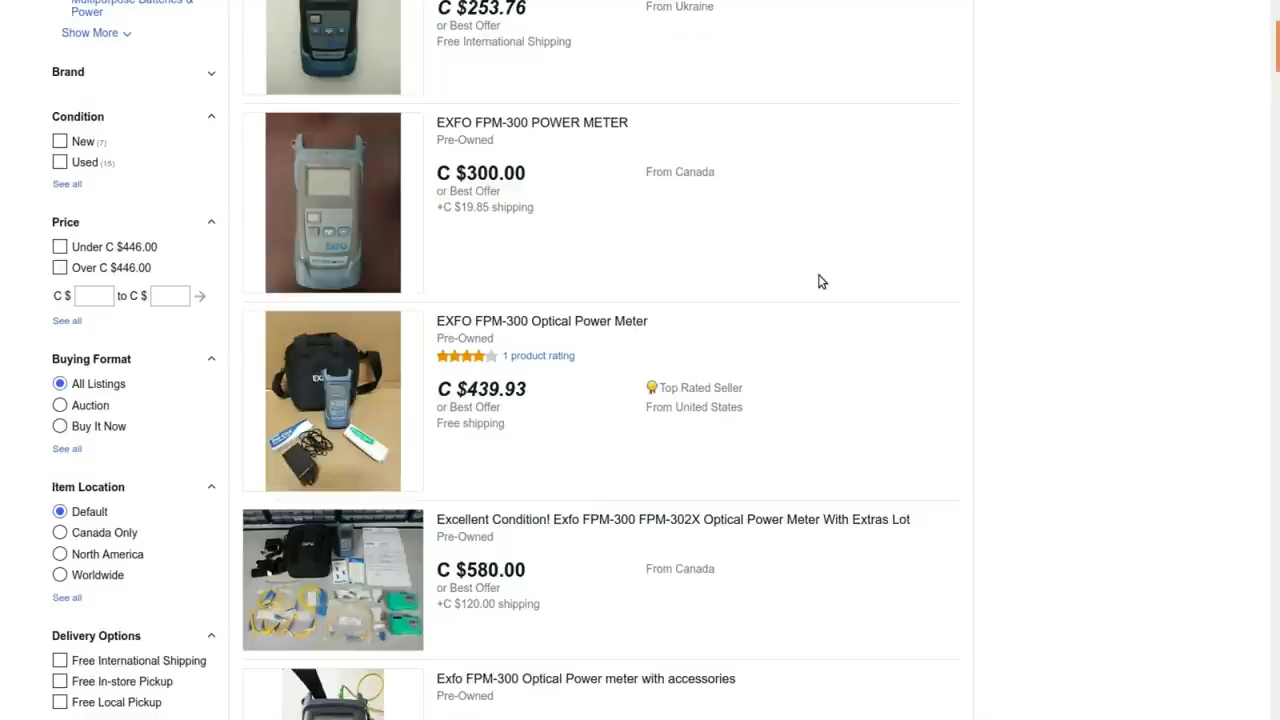 Multipurpose Batteries &
Power
Show More
Brand
Condition
New (7)
Used (15)
See all
Price
Under C $446.00
Over C $446.00
C $ to C $
See all
Buying Format
All Listings
Auction
Buy It Now
See all
Item Location
Default
Canada Only
North America
Worldwide
See all
Delivery Options
Free International Shipping
Free In-store Pickup
Free Local Pickup
C $253.76
From Ukraine
or Best Offer
Free International Shipping
EXFO FPM-300 POWER METER
Pre-Owned
C $300.00
From Canada
or Best Offer
+C $19.85 shipping
EXFO
EXFO FPM-300 Optical Power Meter
Pre-Owned
1 product rating
C $439.93
Top Rated Seller
or Best Offer
From United States
Free shipping
Excellent Condition! Exfo FPM-300 FPM-302X Optical Power Meter With Extras Lot
Pre-Owned
C $580.00
From Canada
or Best Offer
+C $120.00 shipping
Exfo FPM-300 Optical Power meter with accessories
Pre-Owned